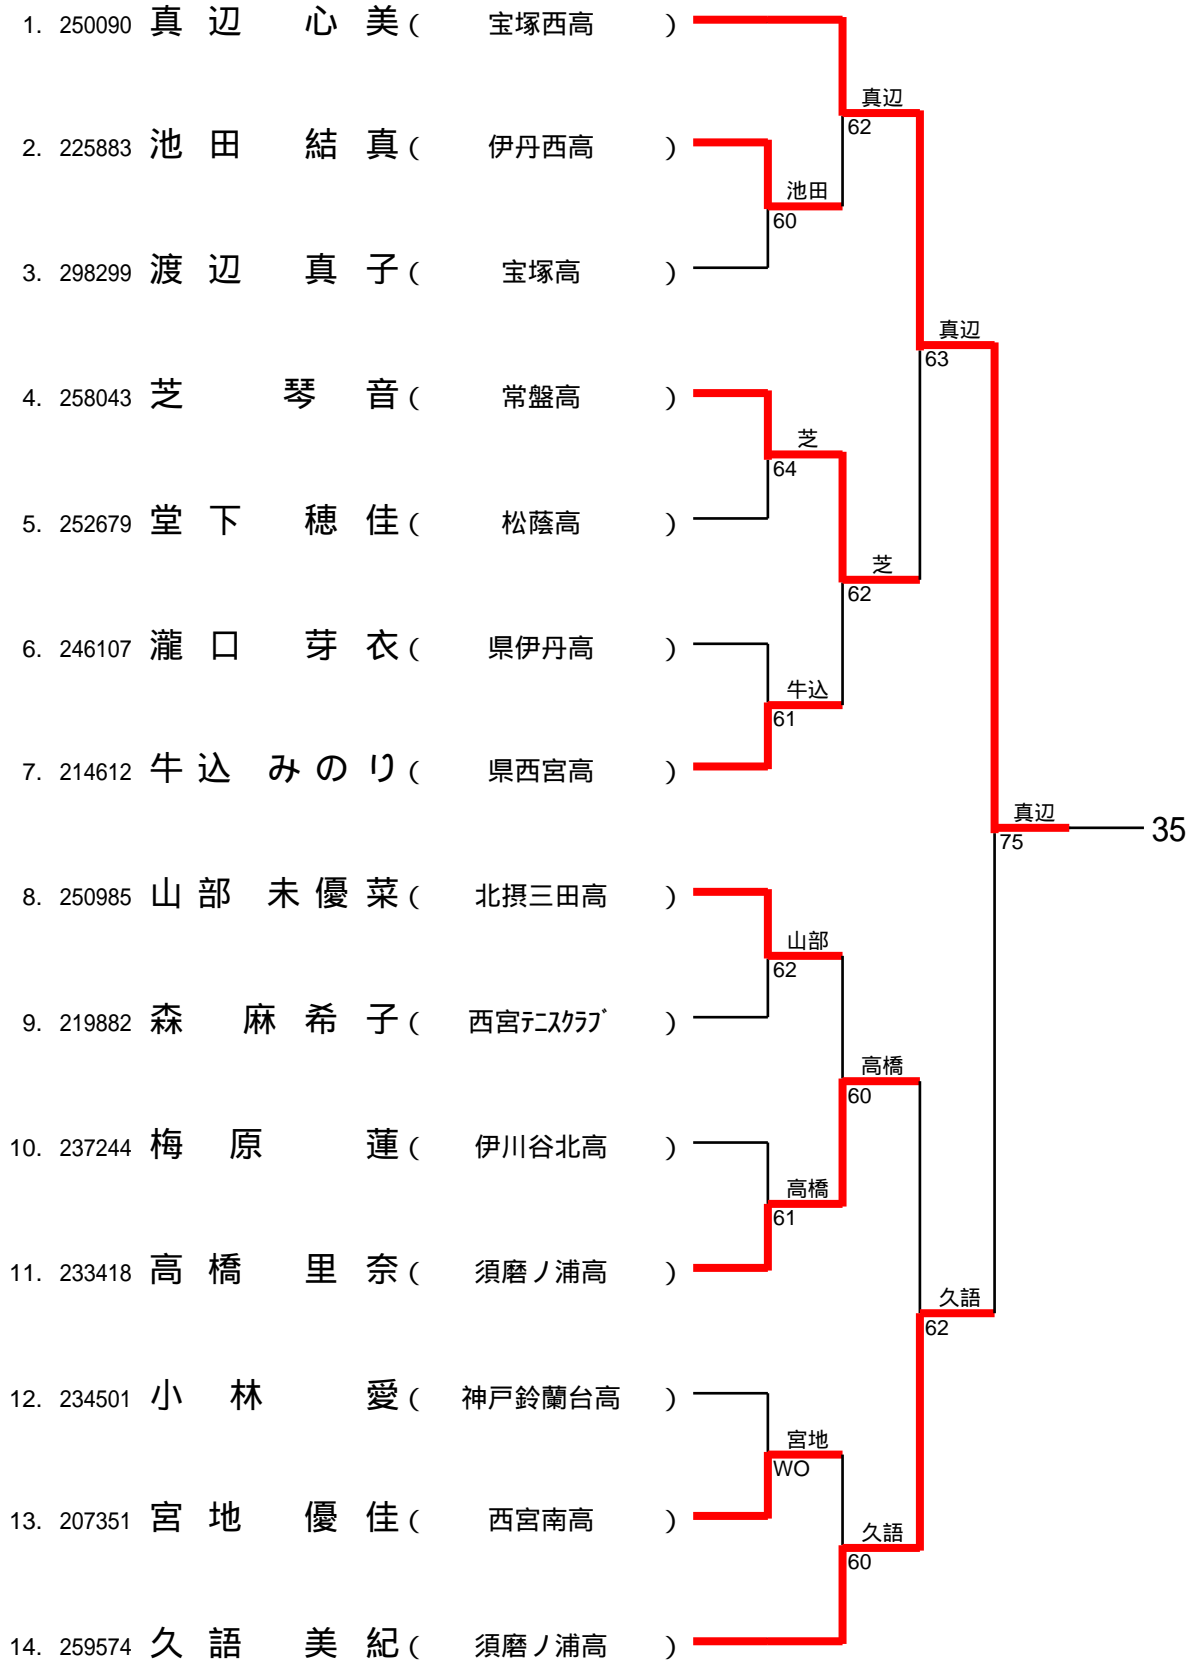 1. 250090 真辺 心美 ( 宝塚西高 )
真辺
62
2. 225883 池田 結真 ( 伊丹西高 )
池田
60
3. 298299 渡辺 真子 ( 宝塚高 )
真辺
63
4. 258043 芝 琴音 ( 常盤高 )
芝
64
5. 252679 堂下 穂佳 ( 松蔭高 )
芝
62
6. 246107 瀧口 芽衣 ( 県伊丹高 )
牛込
61
7. 214612 牛込 みのり ( 県西宮高 )
真辺
75
35
8. 250985 山部 未優菜 ( 北摂三田高 )
山部
62
9. 219882 森 麻希子 ( 西宮ﾃﾆｽｸﾗﾌﾞ )
高橋
60
10. 237244 梅原 蓮 ( 伊川谷北高 )
高橋
61
11. 233418 高橋 里奈 ( 須磨ノ浦高 )
久語
62
12. 234501 小林 愛 ( 神戸鈴蘭台高 )
宮地
WO
13. 207351 宮地 優佳 ( 西宮南高 )
久語
60
14. 259574 久語 美紀 ( 須磨ノ浦高 )